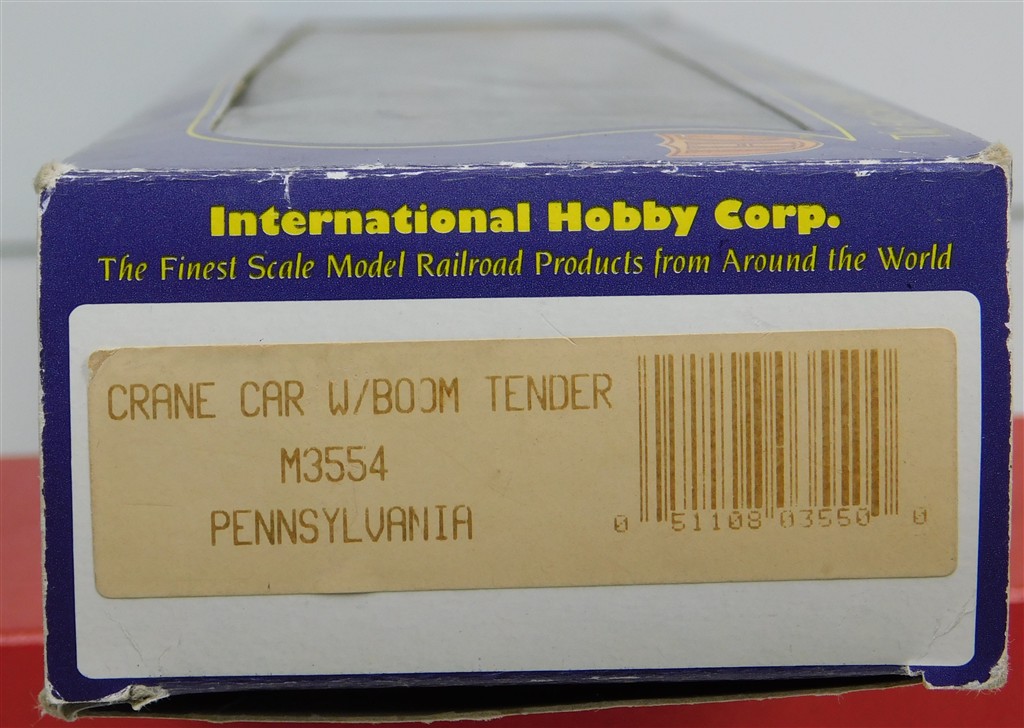 International Hobby Corp.
The Finest Scale Model Railroad Products from Around the World
CRANE CAR W/BOOM TENDER
M3554
PENNSYLVANIA
0 51108 03550 0